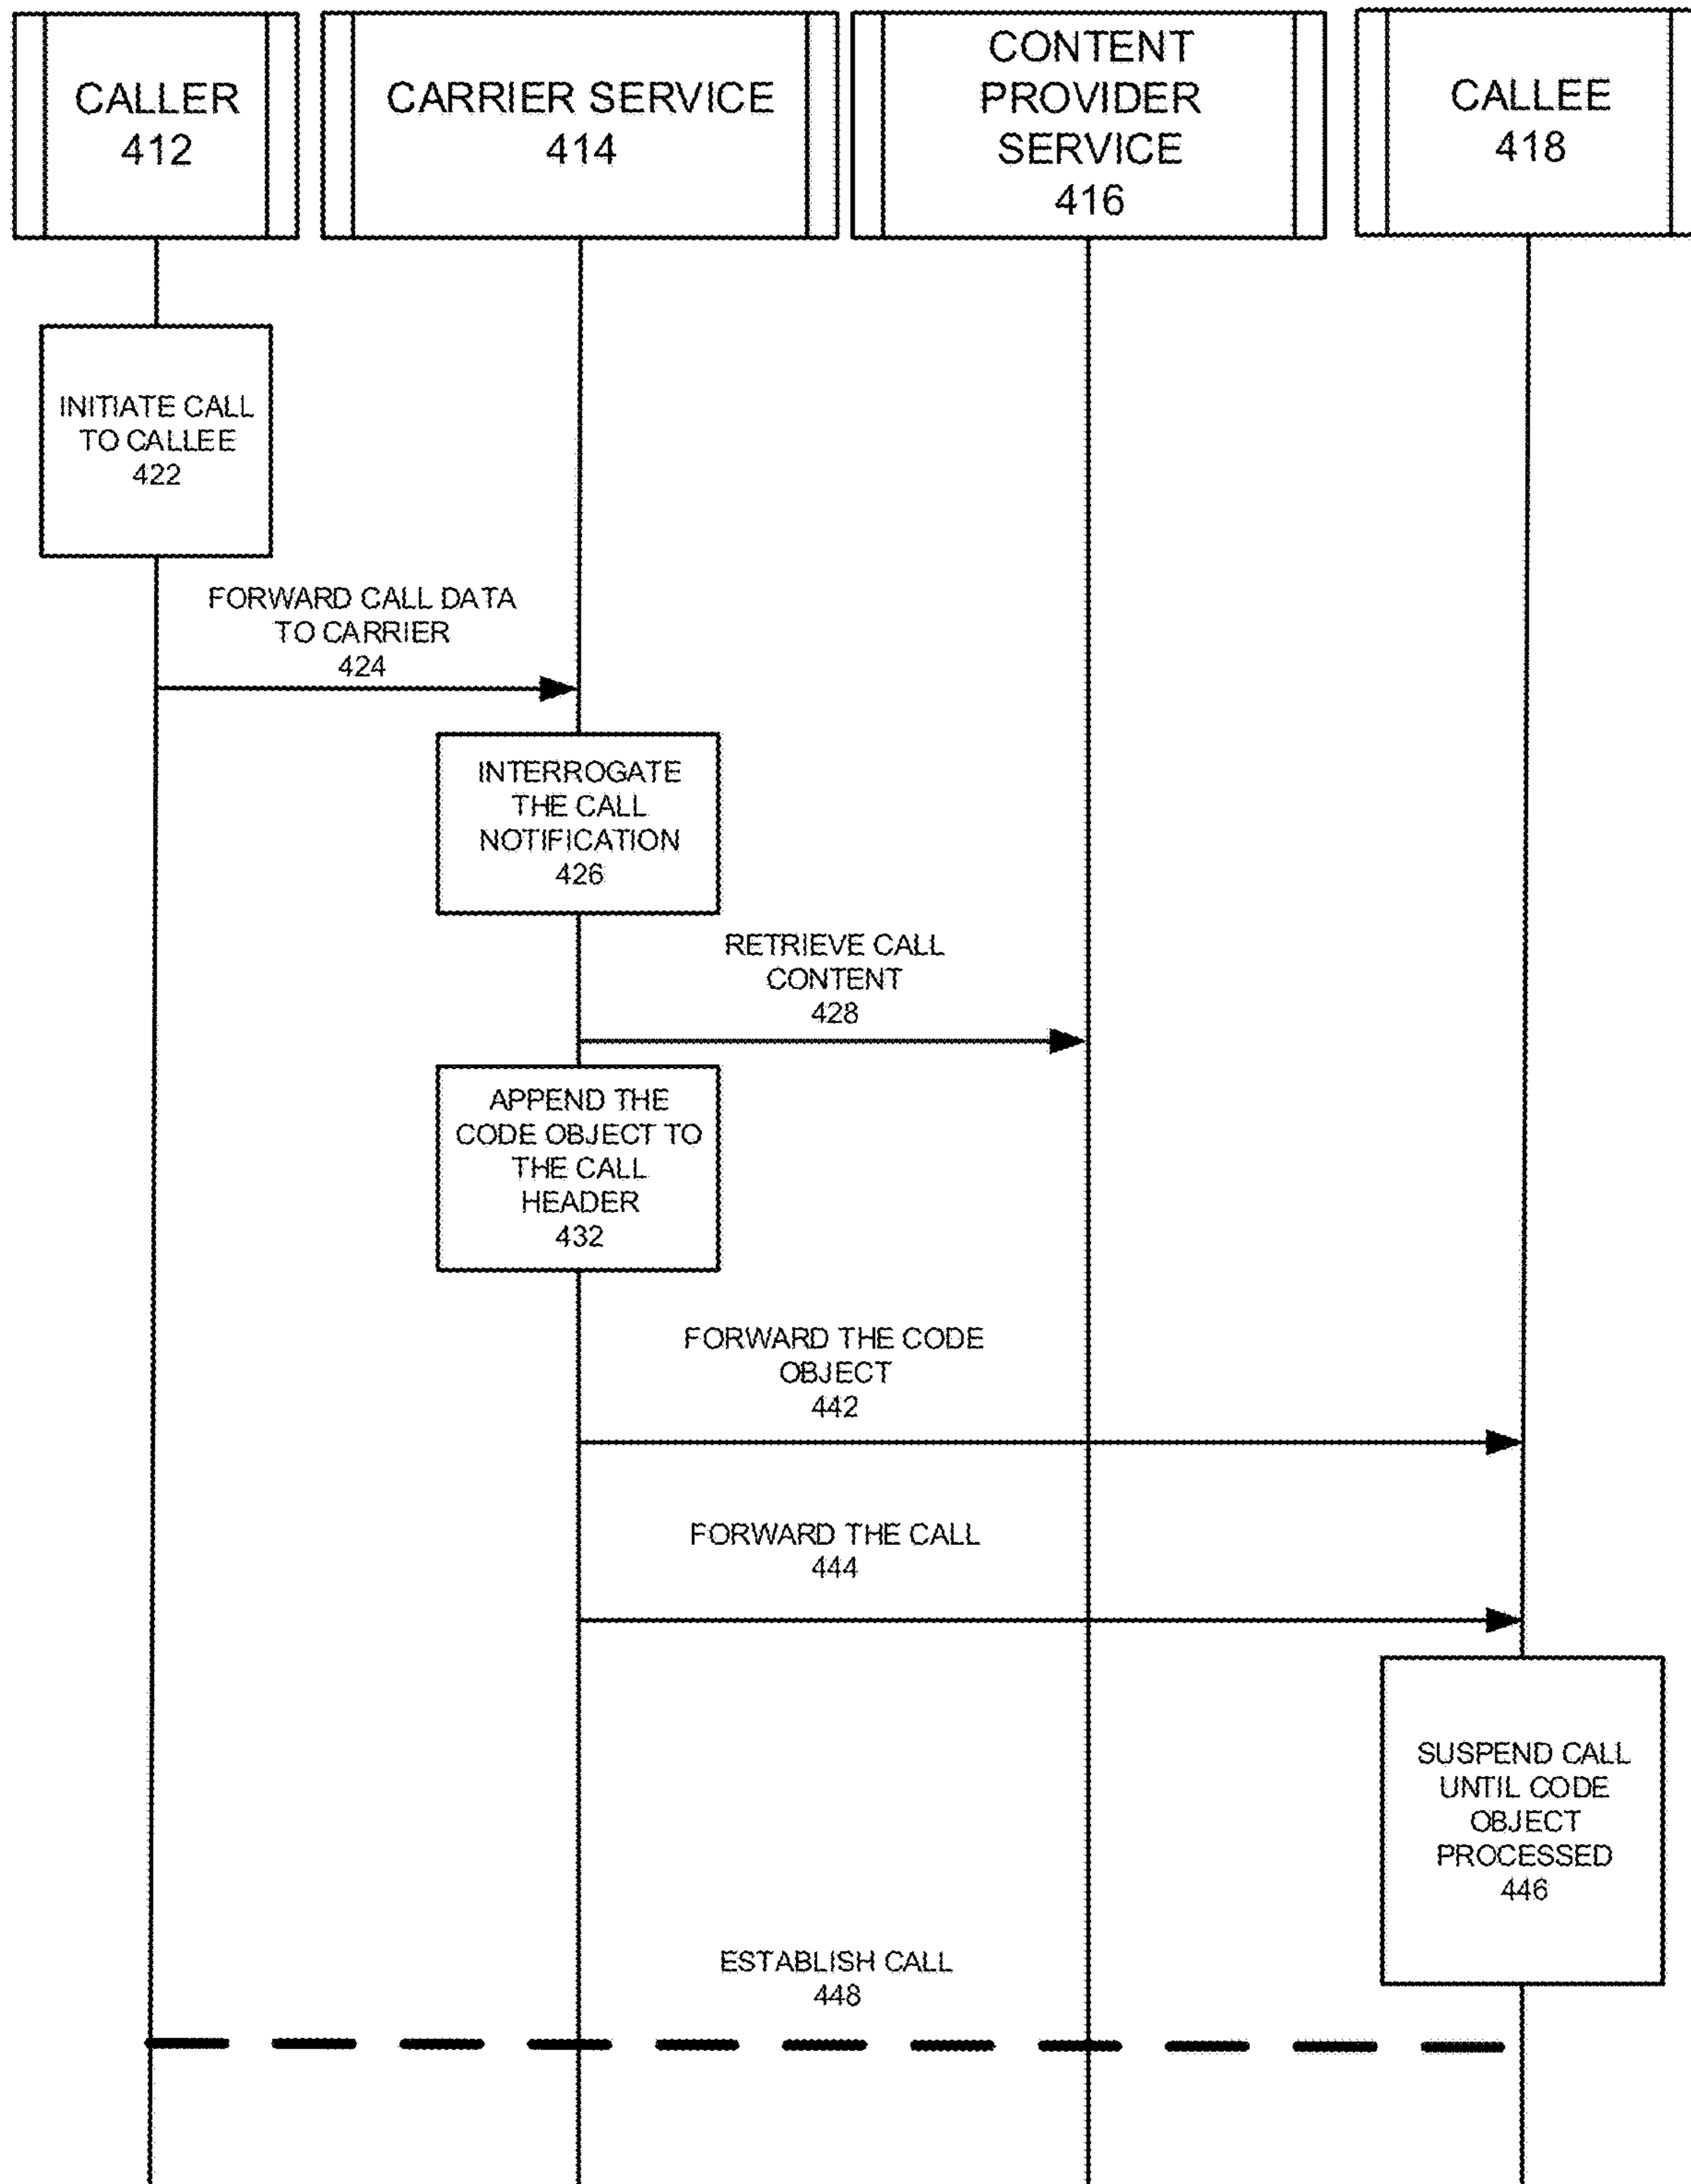 CALLER
412
CARRIER SERVICE
414
CONTENT
PROVIDER
SERVICE
416
CALLEE
418
INITIATE CALL
TO CALLEE
422
FORWARD CALL DATA
TO CARRIER
424
INTERROGATE
THE CALL
NOTIFICATION
426
RETRIEVE CALL
CONTENT
428
APPEND THE
CODE OBJECT TO
THE CALL
HEADER
432
FORWARD THE CODE
OBJECT
442
FORWARD THE CALL
444
SUSPEND CALL
UNTIL CODE
OBJECT
PROCESSED
446
ESTABLISH CALL
448